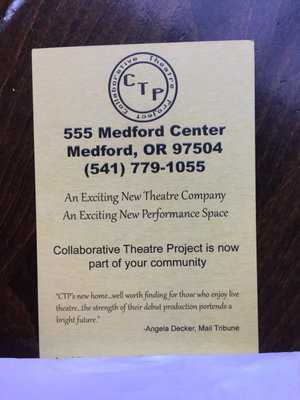 Collaborative Theatre Project
CTP
555 Medford Center
Medford, OR 97504
(541) 779-1055
An Exciting New Theatre Company
An Exciting New Performance Space
Collaborative Theatre Project is now
part of your community
"CTP's new home...well worth finding for those who enjoy live
theatre...the strength of their debut production portends a
bright future."
-Angela Decker, Mail Tribune